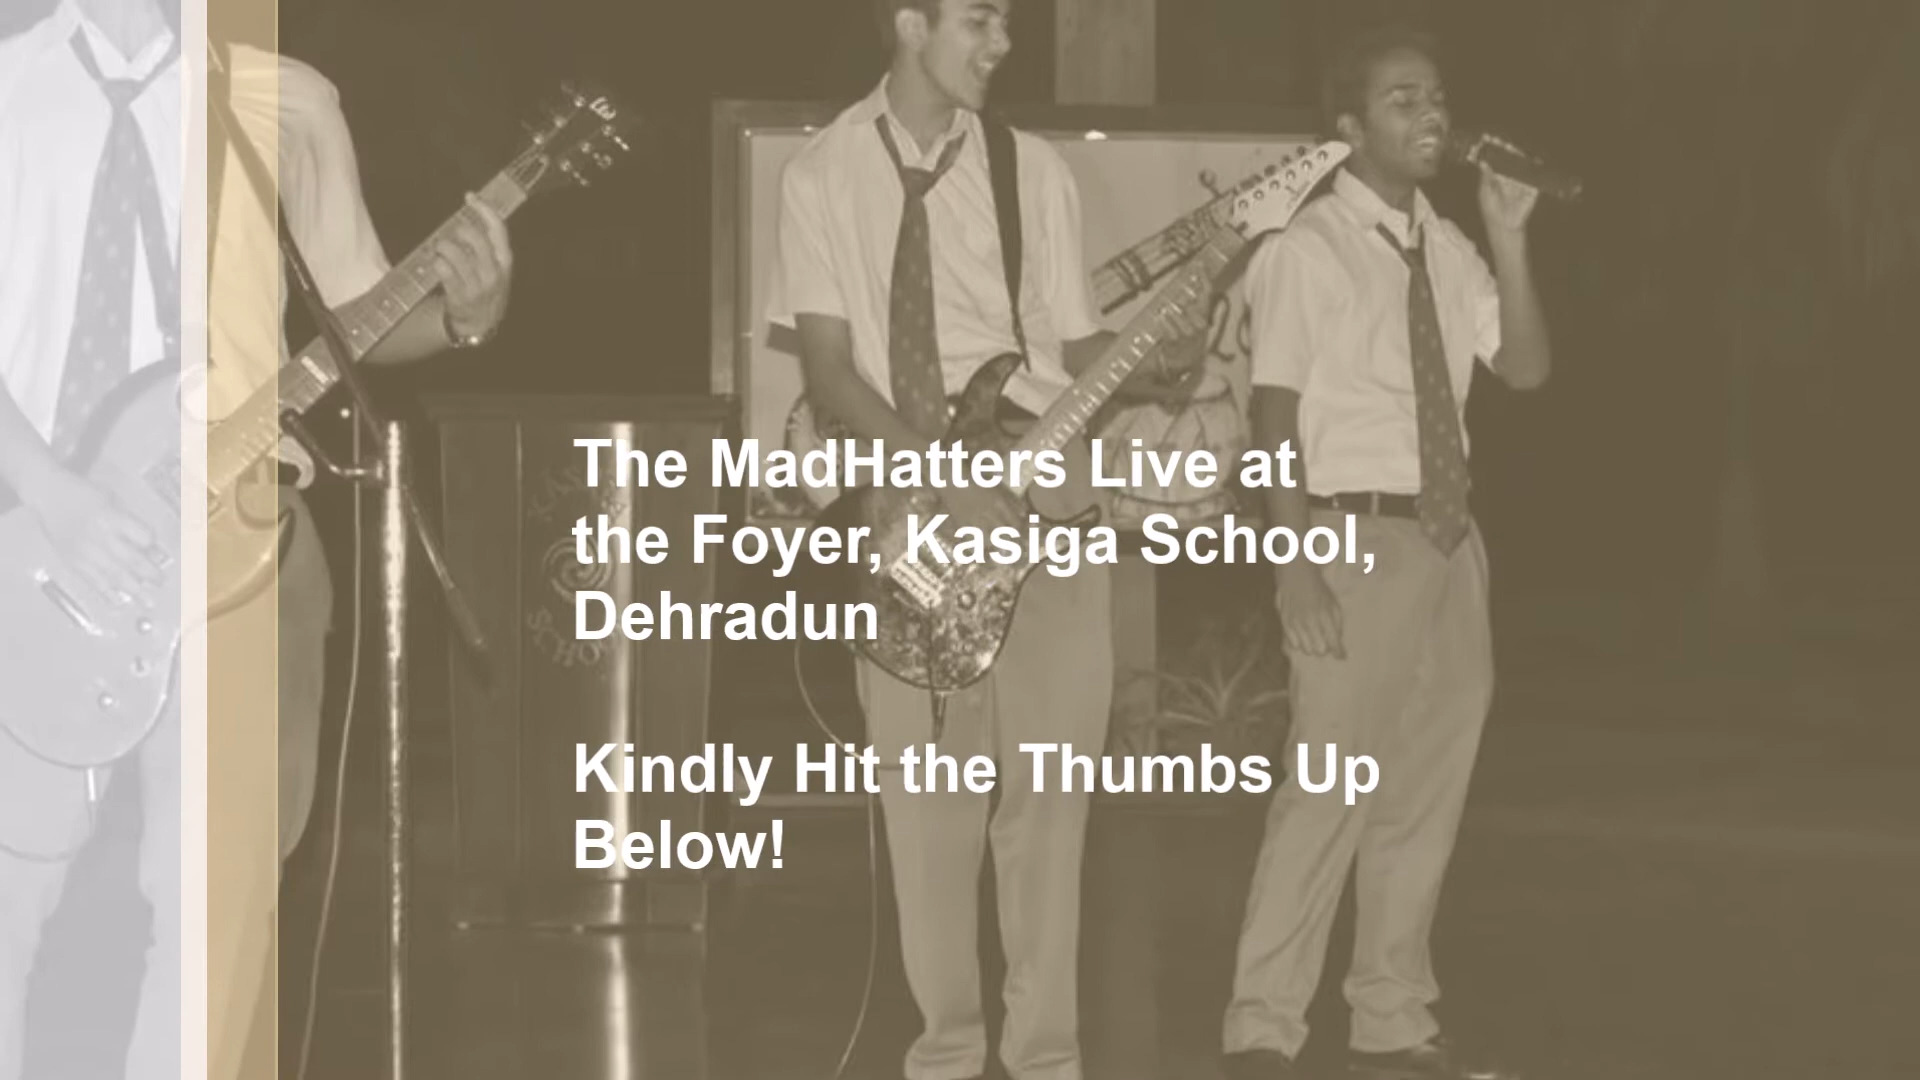 The MadHatters Live at
the Foyer, Kasiga School,
Dehradun
Kindly Hit the Thumbs Up
Below!